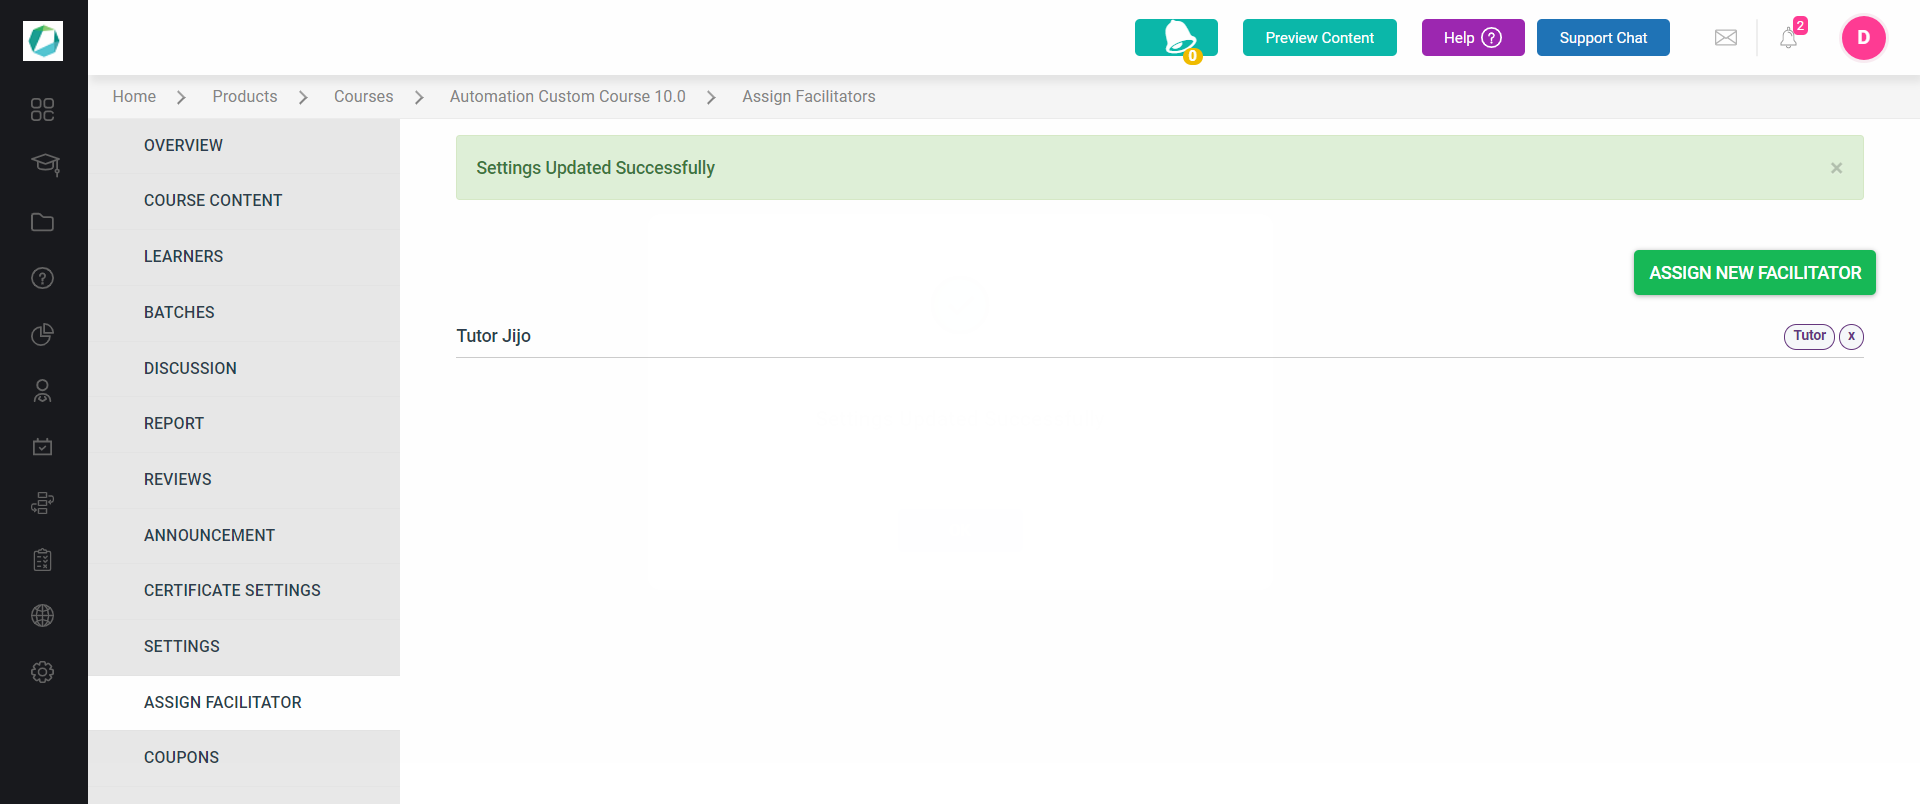 0
Preview Content
Help
Support Chat
2
D
Home
Products
Courses
Automation Custom Course 10.0
Assign Facilitators
OVERVIEW
COURSE CONTENT
LEARNERS
BATCHES
DISCUSSION
REPORT
REVIEWS
ANNOUNCEMENT
CERTIFICATE SETTINGS
SETTINGS
ASSIGN FACILITATOR
COUPONS
Settings Updated Successfully
×
ASSIGN NEW FACILITATOR
Tutor Jijo
Tutor
x